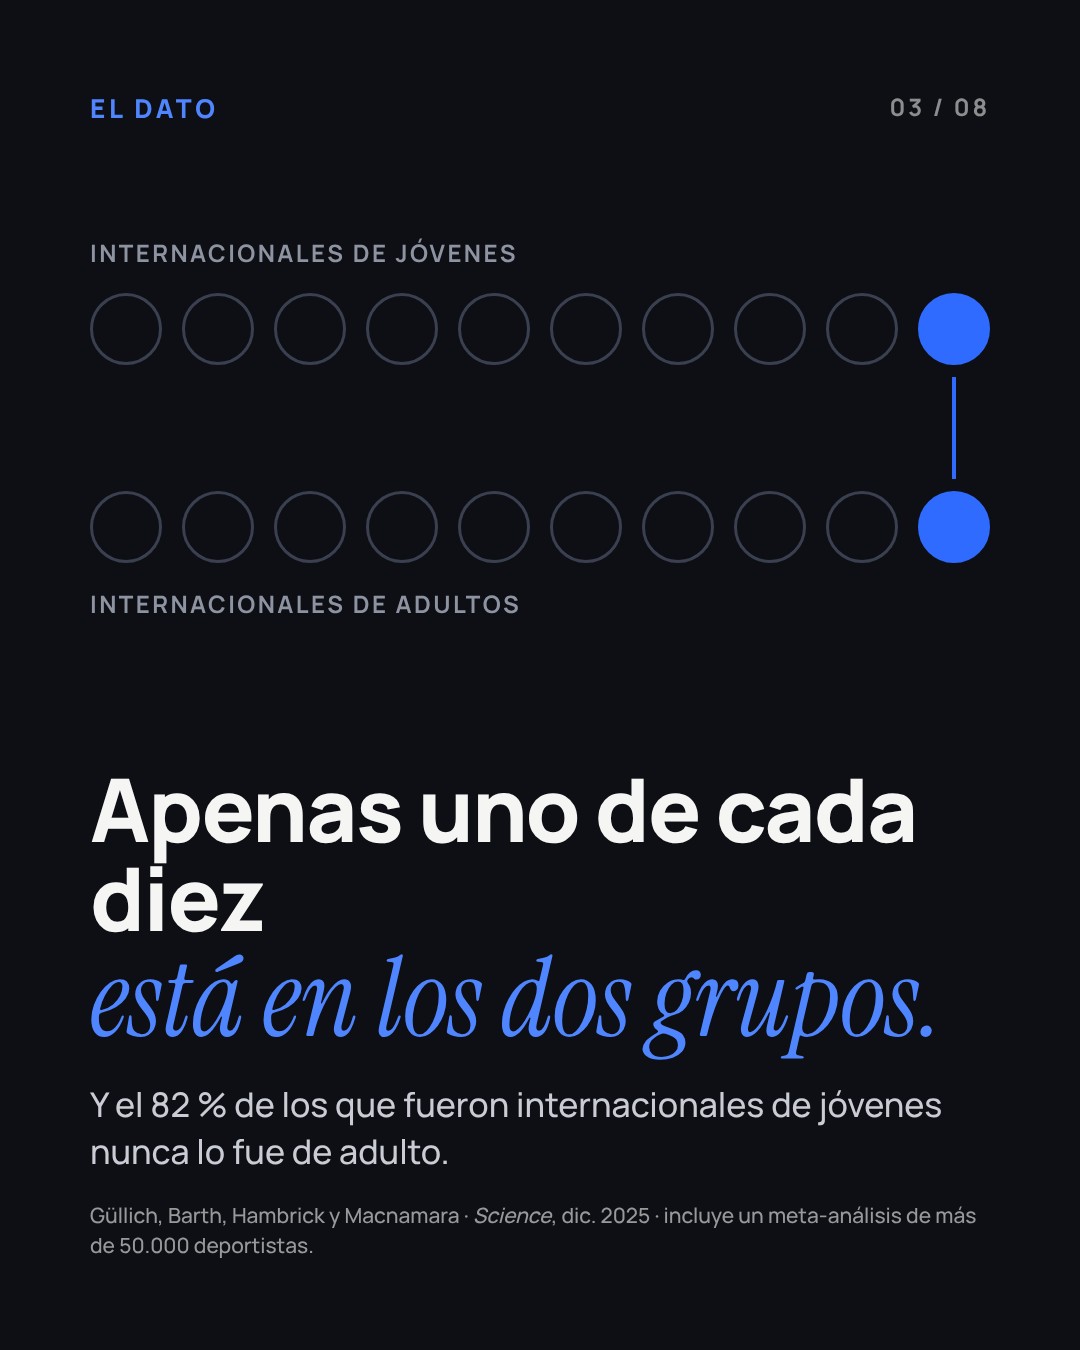 EL DATO
03 / 08
INTERNACIONALES DE JÓVENES
INTERNACIONALES DE ADULTOS
Apenas uno de cada
diez
está en los dos grupos.
Y el 82 % de los que fueron internacionales de jóvenes
nunca lo fue de adulto.
Güllich, Barth, Hambrick y Macnamara · Science, dic. 2025 · incluye un meta-análisis de más
de 50.000 deportistas.